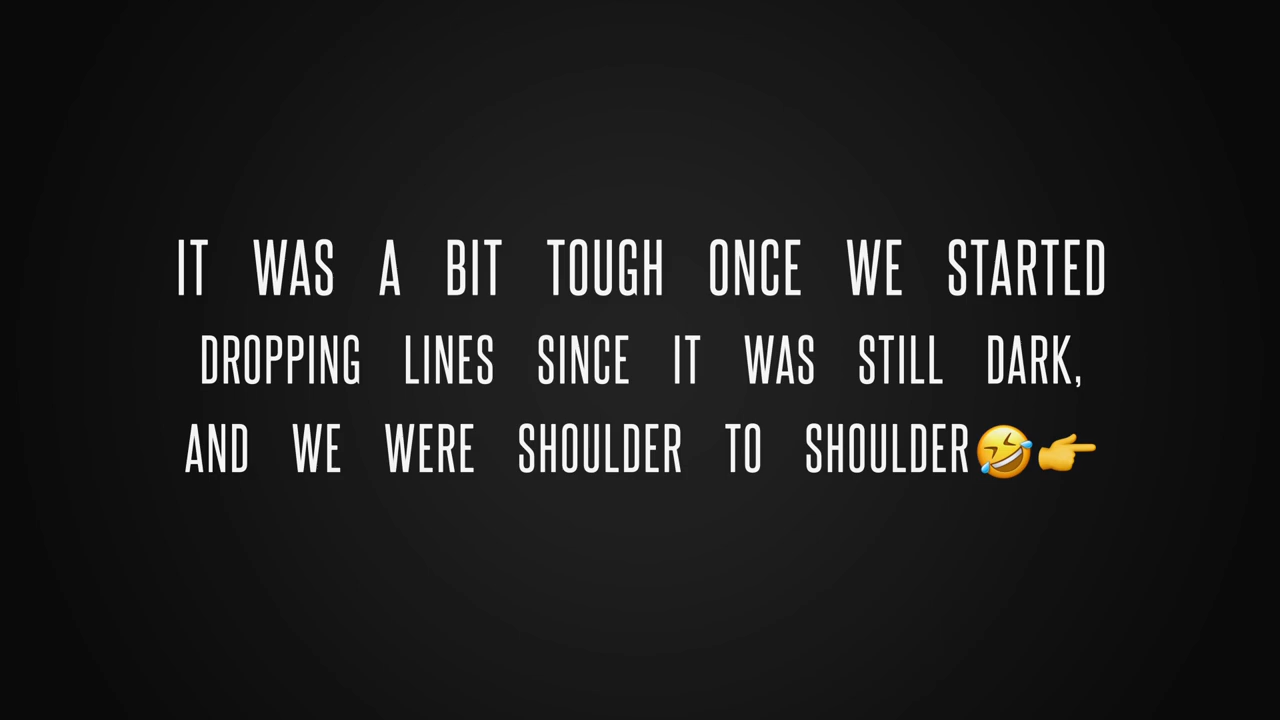 IT WAS A BIT TOUGH ONCE WE STARTED
DROPPING LINES SINCE IT WAS STILL DARK,
AND WE WERE SHOULDER TO SHOULDER🤣👉